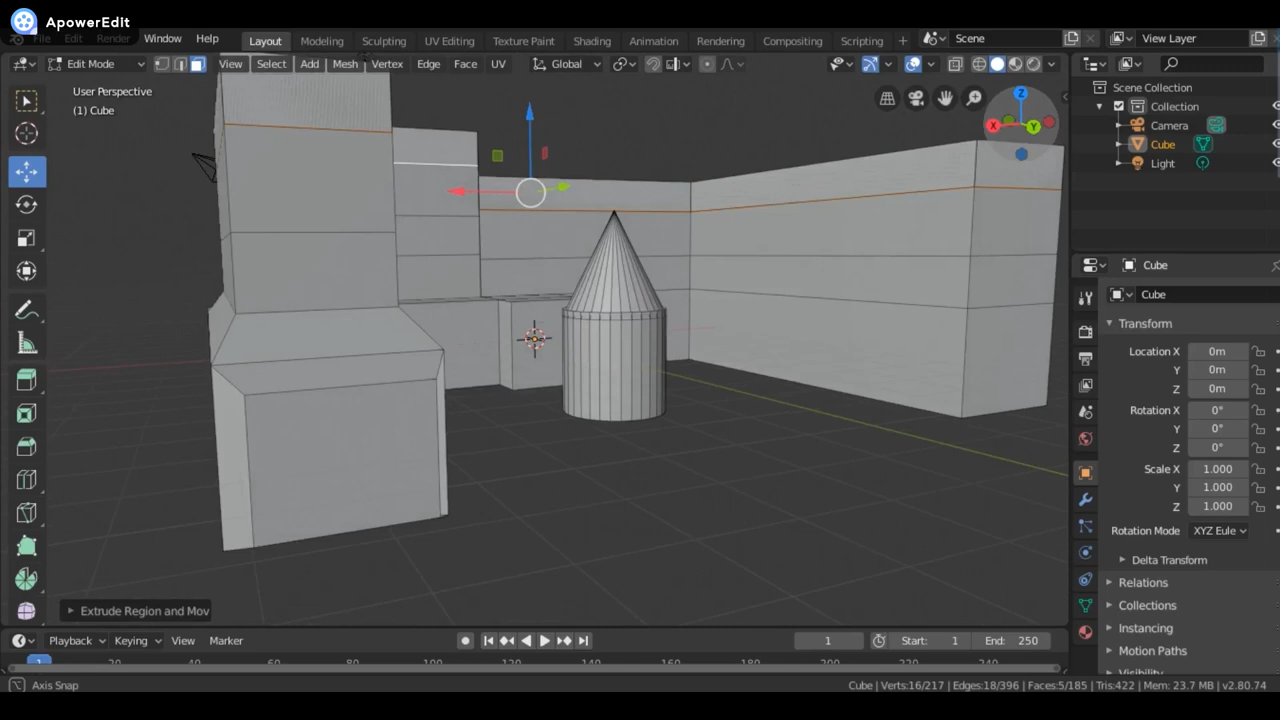 ApowerEdit
File Edit Render Window Help
Layout Modeling Sculpting UV Editing Texture Paint Shading Animation Rendering Compositing Scripting +
Scene
View Layer
Edit Mode View Select Add Mesh Vertex Edge Face UV Global
User Perspective
(1) Cube
Z
X Y
Scene Collection
Collection
Camera
Cube
Light
Cube
Cube
Transform
Location X 0m
Y 0m
Z 0m
Rotation X 0°
Y 0°
Z 0°
Scale X 1.000
Y 1.000
Z 1.000
Rotation Mode XYZ Eule
Delta Transform
Relations
Collections
Instancing
Motion Paths
Visibility
Extrude Region and Mov
Playback Keying View Marker
1 Start: 1 End: 250
1 20 40 60 80 100 120 140 160 180 200 220 240
Axis Snap
Cube | Verts:16/217 | Edges:18/396 | Faces:5/185 | Tris:422 | Mem: 23.7 MB | v2.80.74